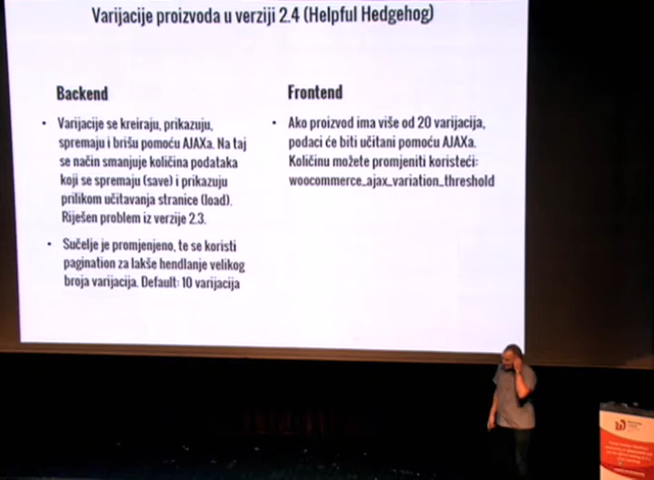 Varijacije proizvoda u verziji 2.4 (Helpful Hedgehog)
Backend
• Varijacije se kreiraju, prikazuju,
spremaju i brišu pomoću AJAXa. Na taj
se način smanjuje količina podataka
koji se spremaju (save) i prikazuju
prilikom učitavanja stranice (load).
Riješen problem iz verzije 2.3.
• Sučelje je promjenjeno, te se koristi
pagination za lakše hendlanje velikog
broja varijacija. Default: 10 varijacija
Frontend
• Ako proizvod ima više od 20 varijacija,
podaci će biti učitani pomoću AJAXa.
Količinu možete promjeniti koristeći:
woocommerce_ajax_variation_threshold